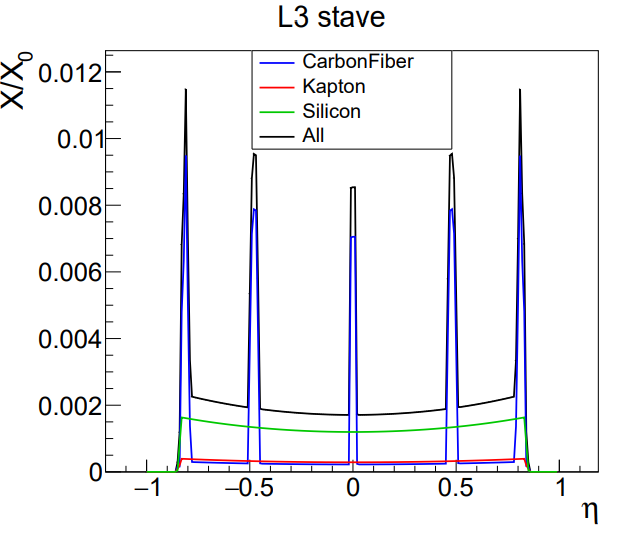 L3 stave
X/X0
CarbonFiber
Kapton
Silicon
All
0.012
0.01
0.008
0.006
0.004
0.002
0
−1
−0.5
0
0.5
1
η